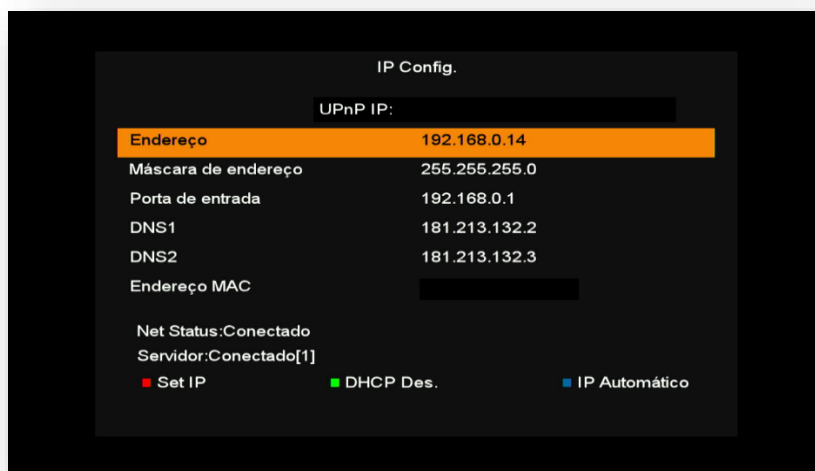 IP Config.
UPnP IP:
Endereço 192.168.0.14
Máscara de endereço 255.255.255.0
Porta de entrada 192.168.0.1
DNS1 181.213.132.2
DNS2 181.213.132.3
Endereço MAC
Net Status:Conectado
Servidor:Conectado[1]
Set IP DHCP Des. IP Automático